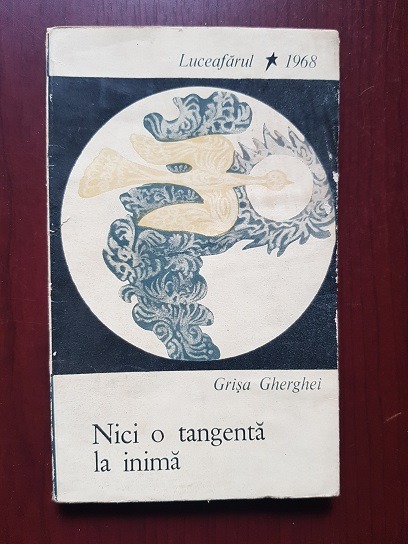 Luceafărul ★ 1968
Grișa Gherghei
Nici o tangentă
la inimă